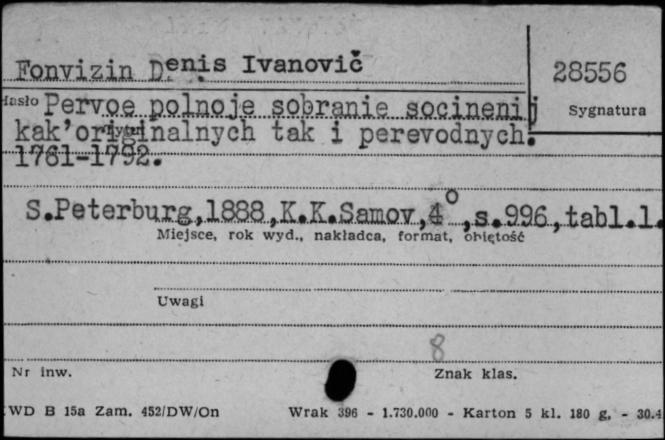 Fonvizin Denis Ivanovič
28556
Hasło Pervoe polnoje sobranie socinenij
Sygnatura
kak'originalnych tak i perevodnych.
1761-1792.
S.Peterburg,1888,K.K.Samov,4°,s.996,tabl.1.
Miejsce, rok wyd., nakładca, format, objętość
Uwagi
8
Nr inw.
Znak klas.
WD B 15a Zam. 452/DW/On Wrak 396 - 1.730.000 - Karton 5 kl. 180 g. - 30.4